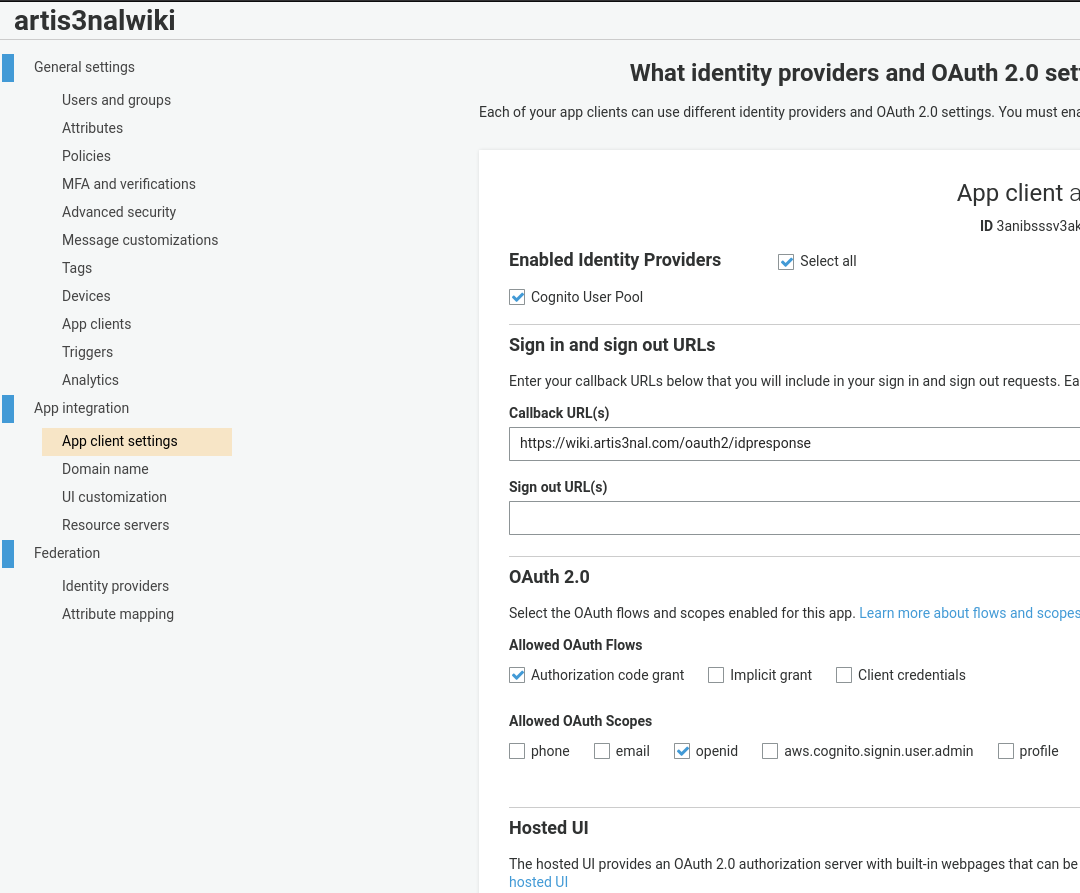 artis3nalwiki
General settings
Users and groups
Attributes
Policies
MFA and verifications
Advanced security
Message customizations
Tags
Devices
App clients
Triggers
Analytics
App integration
App client settings
Domain name
UI customization
Resource servers
Federation
Identity providers
Attribute mapping
What identity providers and OAuth 2.0 sett
Each of your app clients can use different identity providers and OAuth 2.0 settings. You must ena
App client a
ID 3anibsssv3ak
Enabled Identity Providers Select all
Cognito User Pool
Sign in and sign out URLs
Enter your callback URLs below that you will include in your sign in and sign out requests. Ea
Callback URL(s)
https://wiki.artis3nal.com/oauth2/idpresponse
Sign out URL(s)
OAuth 2.0
Select the OAuth flows and scopes enabled for this app. Learn more about flows and scopes
Allowed OAuth Flows
Authorization code grant Implicit grant Client credentials
Allowed OAuth Scopes
phone email openid aws.cognito.signin.user.admin profile
Hosted UI
The hosted UI provides an OAuth 2.0 authorization server with built-in webpages that can be
hosted UI